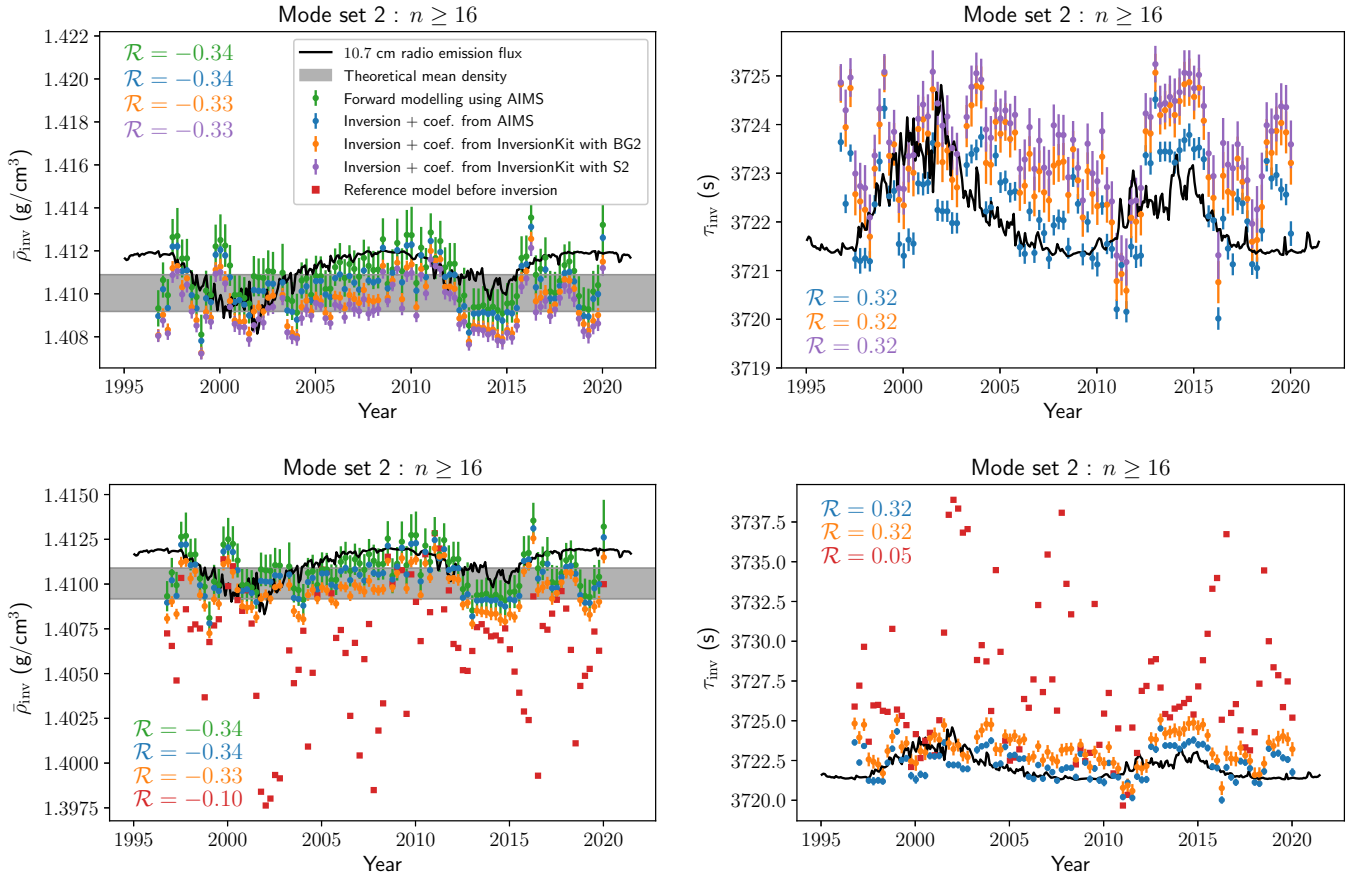 Mode set 2 : n ≥ 16
1.422
1.420
1.418
1.416
1.414
1.412
1.410
1.408
ρ̄inv (g/cm³)
R = −0.34
R = −0.34
R = −0.33
R = −0.33
10.7 cm radio emission flux
Theoretical mean density
Forward modelling using AIMS
Inversion + coef. from AIMS
Inversion + coef. from InversionKit with BG2
Inversion + coef. from InversionKit with S2
Reference model before inversion
1995 2000 2005 2010 2015 2020
Year
Mode set 2 : n ≥ 16
3725
3724
3723
3722
3721
3720
3719
τinv (s)
R = 0.32
R = 0.32
R = 0.32
1995 2000 2005 2010 2015 2020
Year
Mode set 2 : n ≥ 16
1.4150
1.4125
1.4100
1.4075
1.4050
1.4025
1.4000
1.3975
ρ̄inv (g/cm³)
R = −0.34
R = −0.34
R = −0.33
R = −0.10
1995 2000 2005 2010 2015 2020
Year
Mode set 2 : n ≥ 16
3737.5
3735.0
3732.5
3730.0
3727.5
3725.0
3722.5
3720.0
τinv (s)
R = 0.32
R = 0.32
R = 0.05
1995 2000 2005 2010 2015 2020
Year